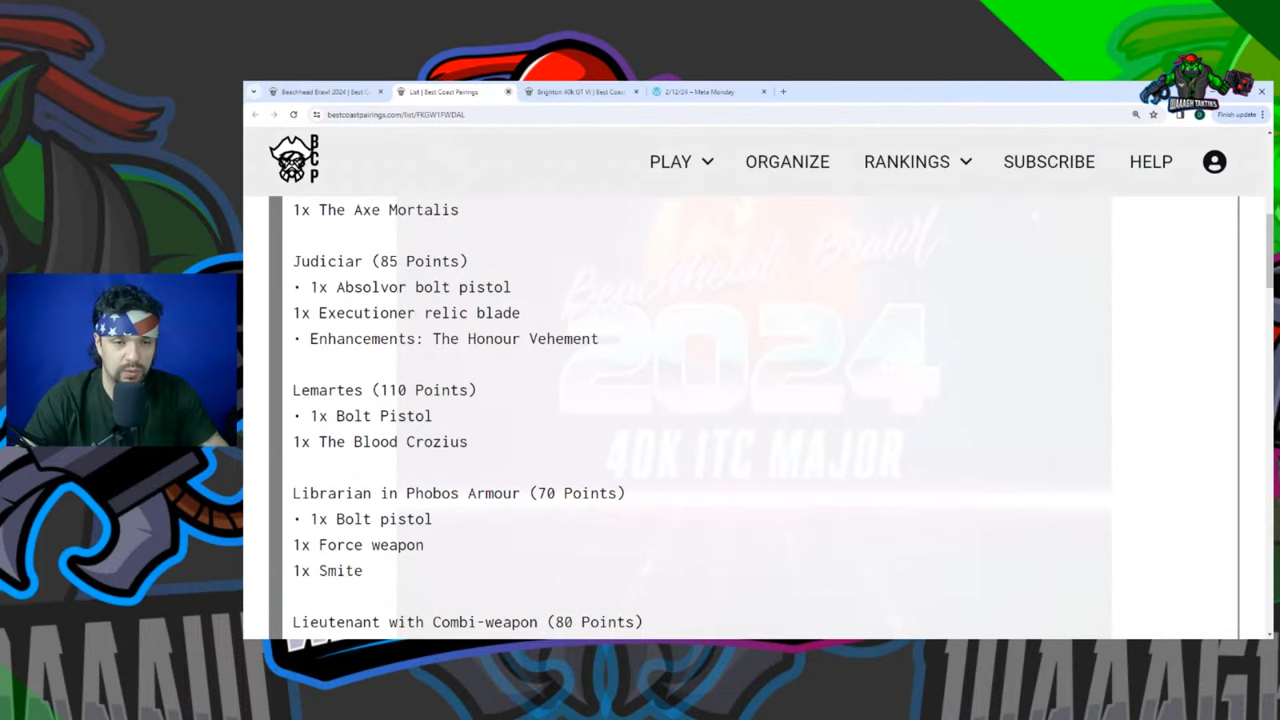 WAAAGH TAKTIKS
Beachhead Brawl 2024 | Best C
List | Best Coast Pairings
Brighton 40k GT VI | Best Coast
2/12/24 – Meta Monday
bestcoastpairings.com/list/FKGW1FWDAL
Finish update
B
C
P
PLAY
ORGANIZE
RANKINGS
SUBSCRIBE
HELP
1x The Axe Mortalis
Judiciar (85 Points)
• 1x Absolvor bolt pistol
1x Executioner relic blade
• Enhancements: The Honour Vehement
Lemartes (110 Points)
• 1x Bolt Pistol
1x The Blood Crozius
Librarian in Phobos Armour (70 Points)
• 1x Bolt pistol
1x Force weapon
1x Smite
Lieutenant with Combi-weapon (80 Points)
Beachhead Brawl
2024
40K ITC MAJOR